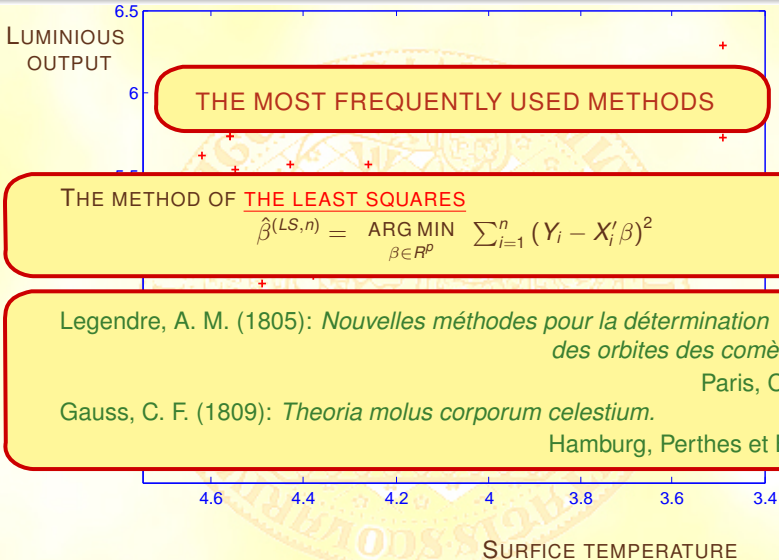 LUMINIOUS
OUTPUT
6.5
6
THE MOST FREQUENTLY USED METHODS
THE METHOD OF THE LEAST SQUARES
β̂^(LS,n) = ARG MIN β∈R^p ∑_{i=1}^n (Y_i − X_i′β)^2
Legendre, A. M. (1805): Nouvelles méthodes pour la détermination
des orbites des comè
Paris, C
Gauss, C. F. (1809): Theoria molus corporum celestium.
Hamburg, Perthes et
4.6 4.4 4.2 4 3.8 3.6 3.4
SURFICE TEMPERATURE